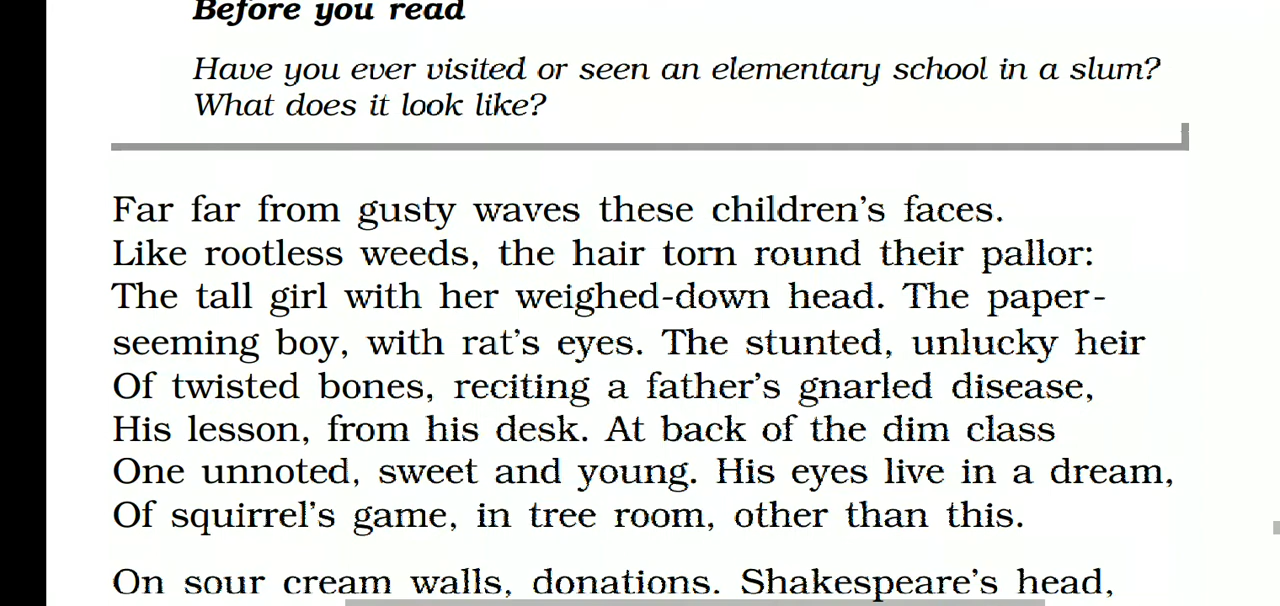 Before you read
Have you ever visited or seen an elementary school in a slum?
What does it look like?
Far far from gusty waves these children's faces.
Like rootless weeds, the hair torn round their pallor:
The tall girl with her weighed-down head. The paper-
seeming boy, with rat's eyes. The stunted, unlucky heir
Of twisted bones, reciting a father's gnarled disease,
His lesson, from his desk. At back of the dim class
One unnoted, sweet and young. His eyes live in a dream,
Of squirrel's game, in tree room, other than this.
On sour cream walls, donations. Shakespeare's head,